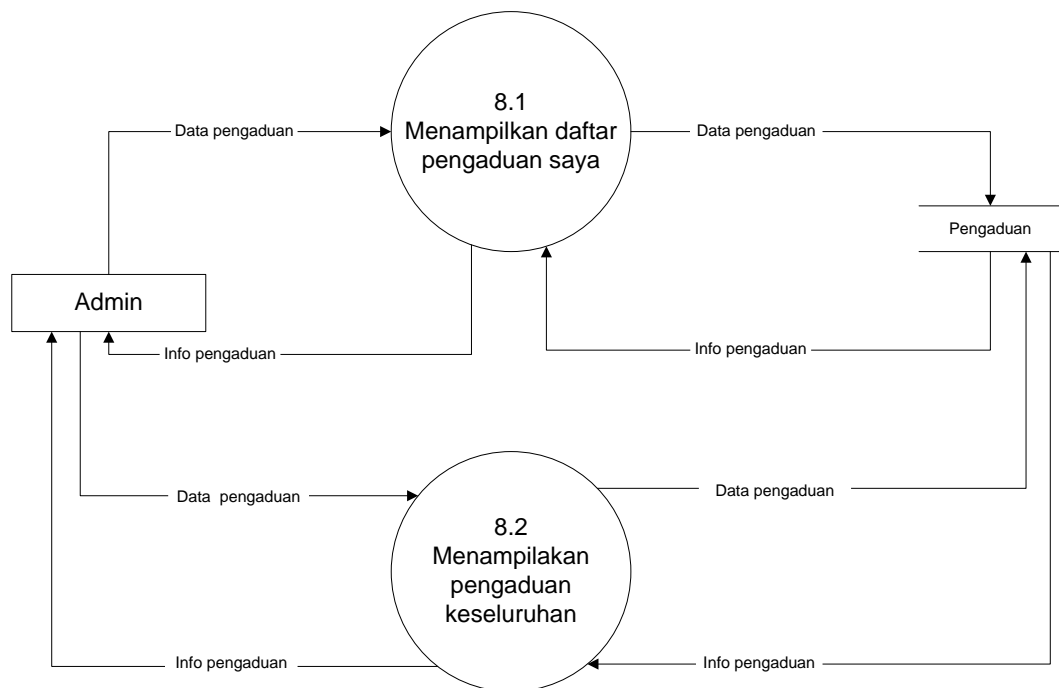 8.1
Menampilkan daftar
pengaduan saya
Data pengaduan
Data pengaduan
Pengaduan
Admin
Info pengaduan
Info pengaduan
Data  pengaduan
Data pengaduan
8.2
Menampilakan
pengaduan
keseluruhan
Info pengaduan
Info pengaduan